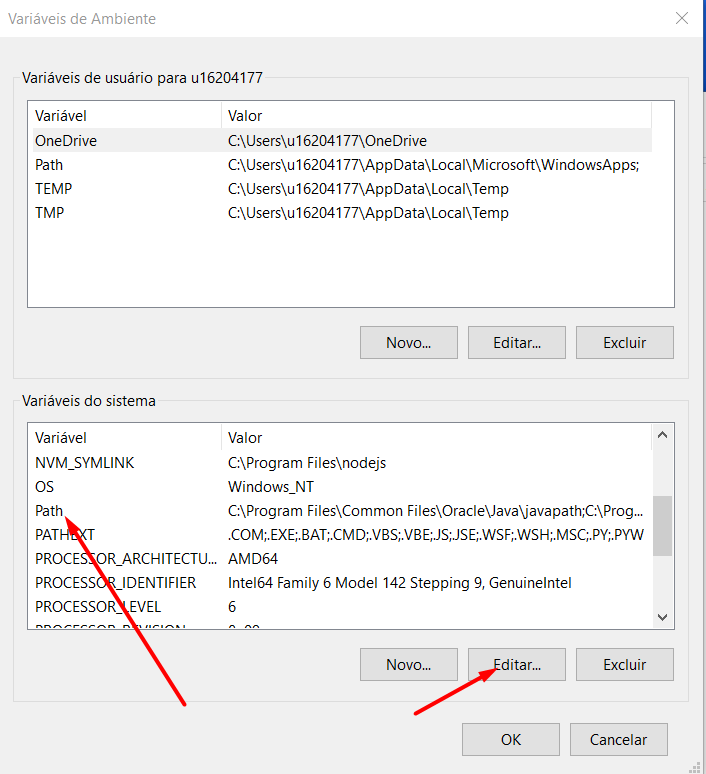 Variáveis de Ambiente
Variáveis de usuário para u16204177
Variável Valor
OneDrive C:\Users\u16204177\OneDrive
Path C:\Users\u16204177\AppData\Local\Microsoft\WindowsApps;
TEMP C:\Users\u16204177\AppData\Local\Temp
TMP C:\Users\u16204177\AppData\Local\Temp
Novo... Editar... Excluir
Variáveis do sistema
Variável Valor
NVM_SYMLINK C:\Program Files\nodejs
OS Windows_NT
Path C:\Program Files\Common Files\Oracle\Java\javapath;C:\Prog...
PATHEXT .COM;.EXE;.BAT;.CMD;.VBS;.VBE;.JS;.JSE;.WSF;.WSH;.MSC;.PY;.PYW
PROCESSOR_ARCHITECTU... AMD64
PROCESSOR_IDENTIFIER Intel64 Family 6 Model 142 Stepping 9, GenuineIntel
PROCESSOR_LEVEL 6
Novo... Editar... Excluir
OK Cancelar